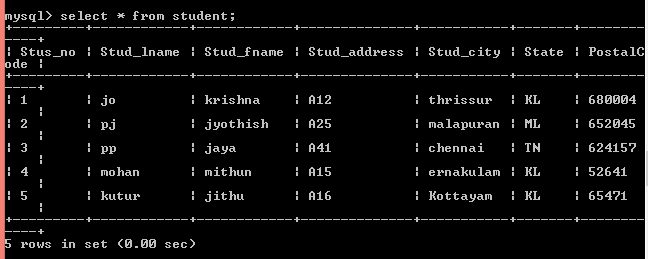 mysql> select * from student;
+---------+------------+------------+--------------+-----------+-------+--------
----+
| Stus_no | Stud_lname | Stud_fname | Stud_address | Stud_city | State | PostalC
ode |
+---------+------------+------------+--------------+-----------+-------+--------
----+
| 1       | jo         | krishna    | A12          | thrissur  | KL    | 680004
    |
| 2       | pj         | jyothish   | A25          | malapuran | ML    | 652045
    |
| 3       | pp         | jaya       | A41          | chennai   | TN    | 624157
    |
| 4       | mohan      | mithun     | A15          | ernakulam | KL    | 52641
    |
| 5       | kutur      | jithu      | A16          | Kottayam  | KL    | 65471
    |
+---------+------------+------------+--------------+-----------+-------+--------
----+
5 rows in set (0.00 sec)